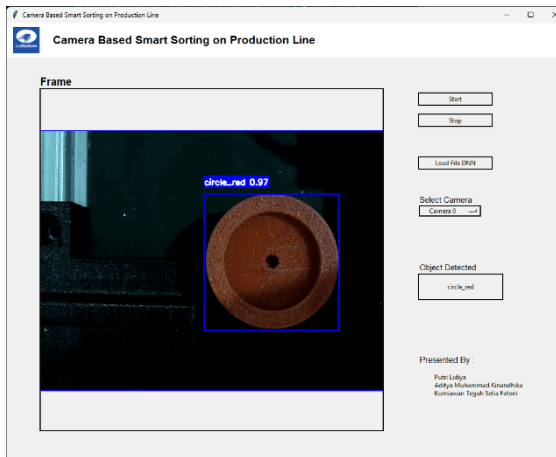 Camera Based Smart Sorting on Production Line
Camera Based Smart Sorting on Production Line
Frame
circle_red 0.97
Start
Stop
Load File DNN
Select Camera
Camera 0
Object Detected
circle_red
Presented By :
Putri Lidiya
Aditya Muhammad Kinandhika
Kurniawan Teguh Setia Fatoni